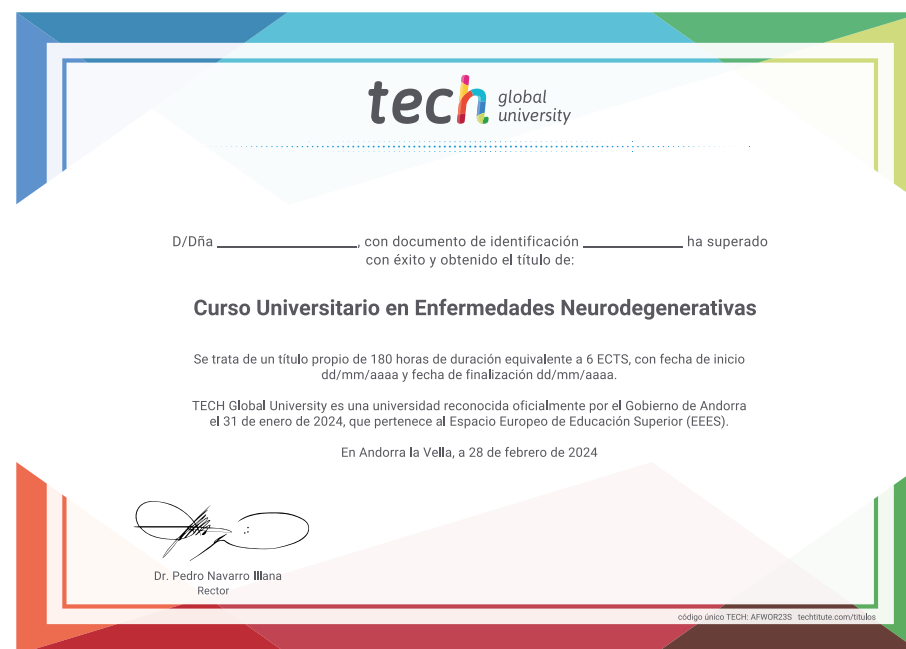 tech global
university
D/Dña ____________________, con documento de identificación ______________ ha superado
con éxito y obtenido el título de:
Curso Universitario en Enfermedades Neurodegenerativas
Se trata de un título propio de 180 horas de duración equivalente a 6 ECTS, con fecha de inicio
dd/mm/aaaa y fecha de finalización dd/mm/aaaa.
TECH Global University es una universidad reconocida oficialmente por el Gobierno de Andorra
el 31 de enero de 2024, que pertenece al Espacio Europeo de Educación Superior (EEES).
En Andorra la Vella, a 28 de febrero de 2024
Dr. Pedro Navarro Illana
Rector
código único TECH: AFWOR23S techtitute.com/titulos